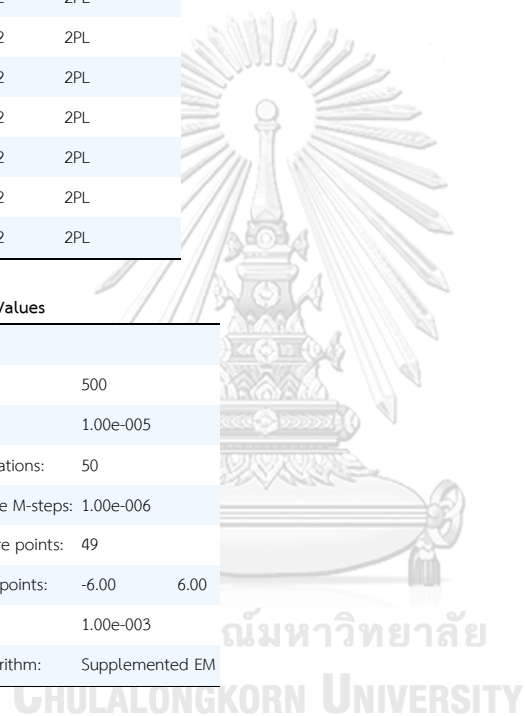 2PL
2 2PL
2 2PL
2 2PL
2 2PL
2 2PL
2 2PL
Values
500
1.00e-005
ations: 50
e M-steps: 1.00e-006
re points: 49
points: -6.00 6.00
1.00e-003
rithm: Supplemented EM
ณ์มหาวิทยาลัย
CHULALONGKORN UNIVERSITY